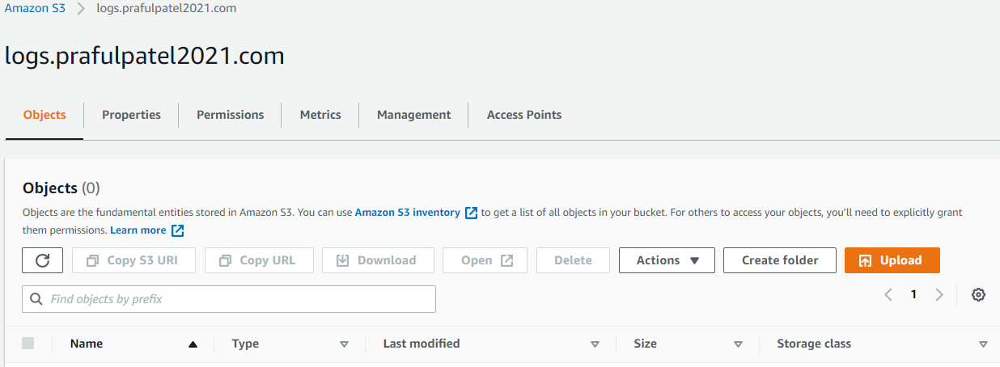 Amazon S3 > logs.prafulpatel2021.com
logs.prafulpatel2021.com
Objects Properties Permissions Metrics Management Access Points
Objects (0)
Objects are the fundamental entities stored in Amazon S3. You can use Amazon S3 inventory to get a list of all objects in your bucket. For others to access your objects, you'll need to explicitly grant
them permissions. Learn more
Copy S3 URI Copy URL Download Open Delete Actions Create folder Upload
Find objects by prefix < 1 >
Name Type Last modified Size Storage class